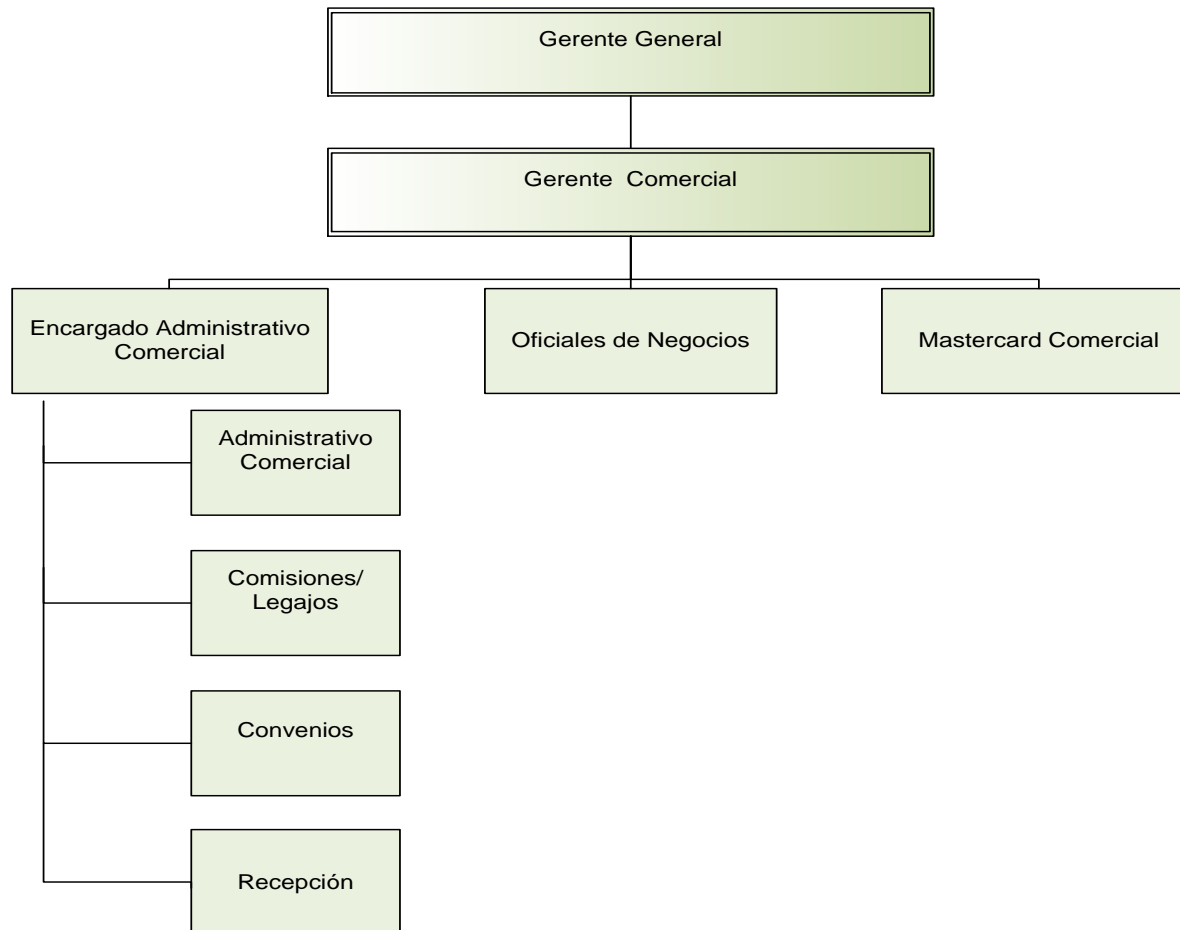 Gerente General
Gerente Comercial
Encargado Administrativo
Comercial
Oficiales de Negocios
Mastercard Comercial
Administrativo
Comercial
Comisiones/
Legajos
Convenios
Recepción